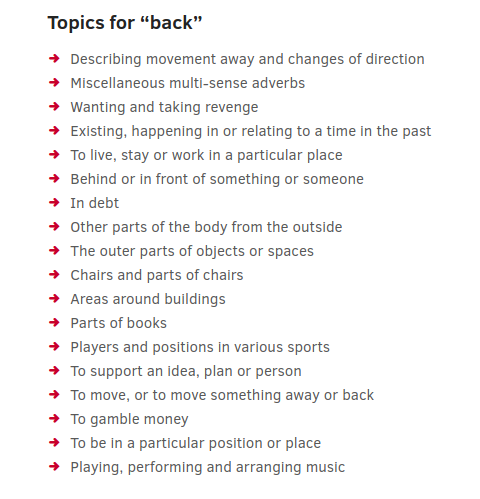 Topics for “back”
Describing movement away and changes of direction
Miscellaneous multi-sense adverbs
Wanting and taking revenge
Existing, happening in or relating to a time in the past
To live, stay or work in a particular place
Behind or in front of something or someone
In debt
Other parts of the body from the outside
The outer parts of objects or spaces
Chairs and parts of chairs
Areas around buildings
Parts of books
Players and positions in various sports
To support an idea, plan or person
To move, or to move something away or back
To gamble money
To be in a particular position or place
Playing, performing and arranging music